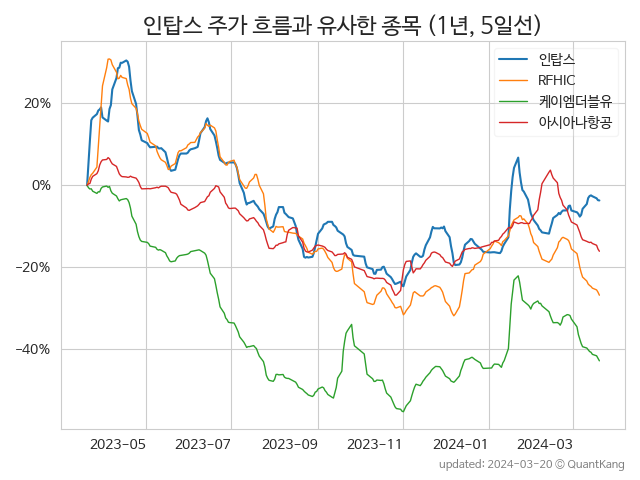 인탑스 주가 흐름과 유사한 종목 (1년, 5일선)
인탑스
RFHIC
케이엠더블유
아시아나항공
20%
0%
−20%
−40%
2023-05 2023-07 2023-09 2023-11 2024-01 2024-03
updated: 2024-03-20 © QuantKang